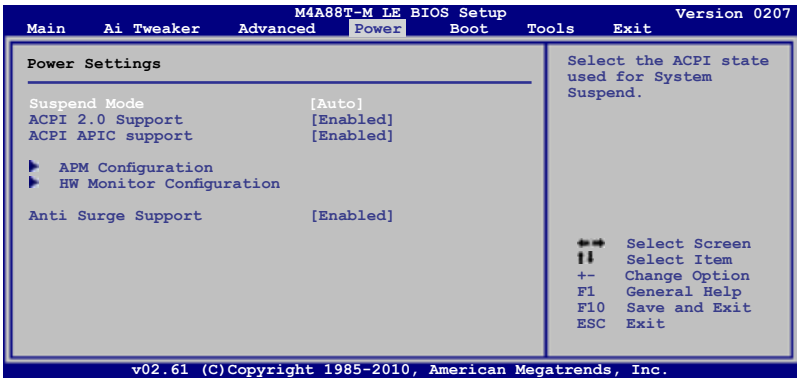 M4A88T-M LE BIOS Setup Version 0207
Main Ai Tweaker Advanced Power Boot Tools Exit
Power Settings
Suspend Mode [Auto]
ACPI 2.0 Support [Enabled]
ACPI APIC support [Enabled]
APM Configuration
HW Monitor Configuration
Anti Surge Support [Enabled]
Select the ACPI state
used for System
Suspend.
Select Screen
Select Item
+- Change Option
F1 General Help
F10 Save and Exit
ESC Exit
v02.61 (C)Copyright 1985-2010, American Megatrends, Inc.